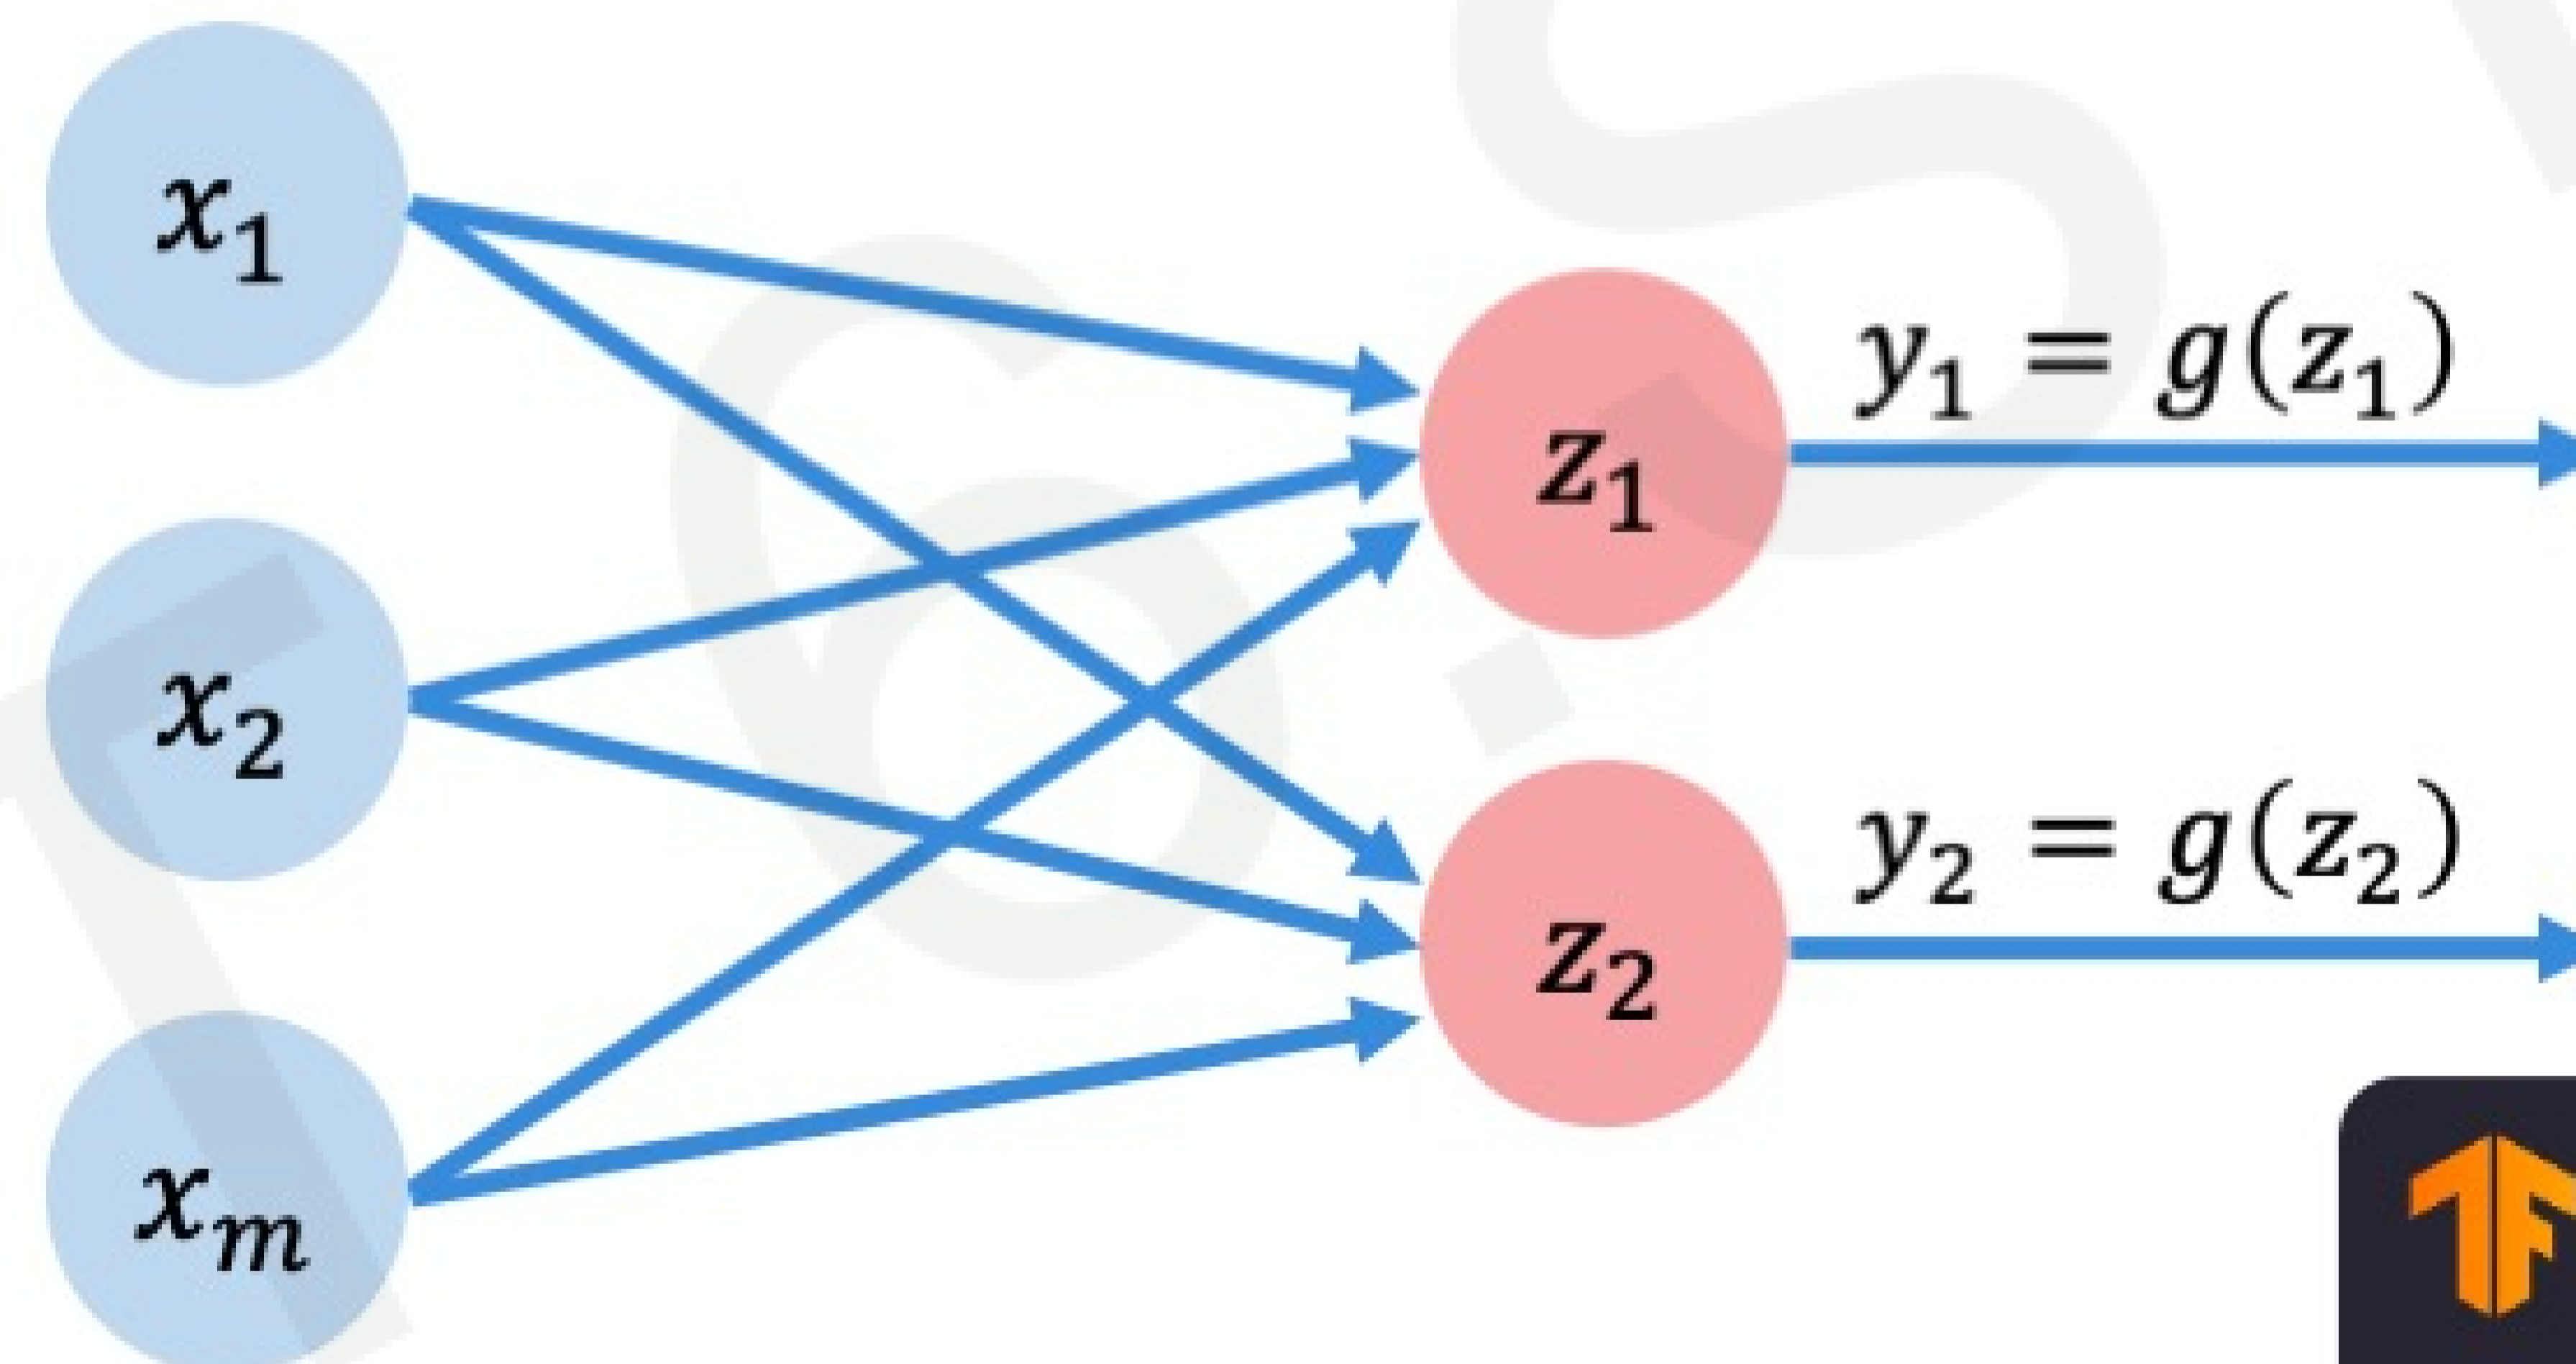 x₁
y₁ = g(z₁)
z₁
x₂
y₂ = g(z₂)
z₂
xₘ